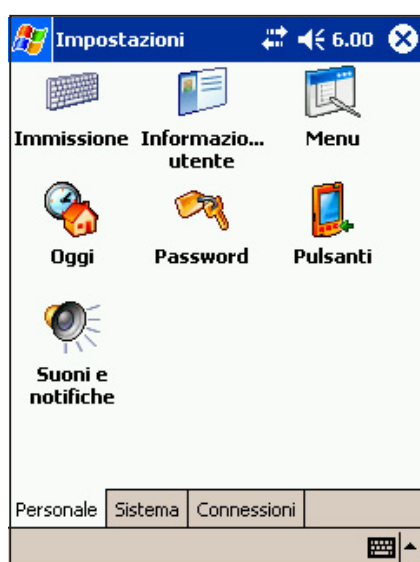 Impostazioni 6.00
Immissione Informazio... Menu
utente
Oggi Password Pulsanti
Suoni e
notifiche
Personale Sistema Connessioni